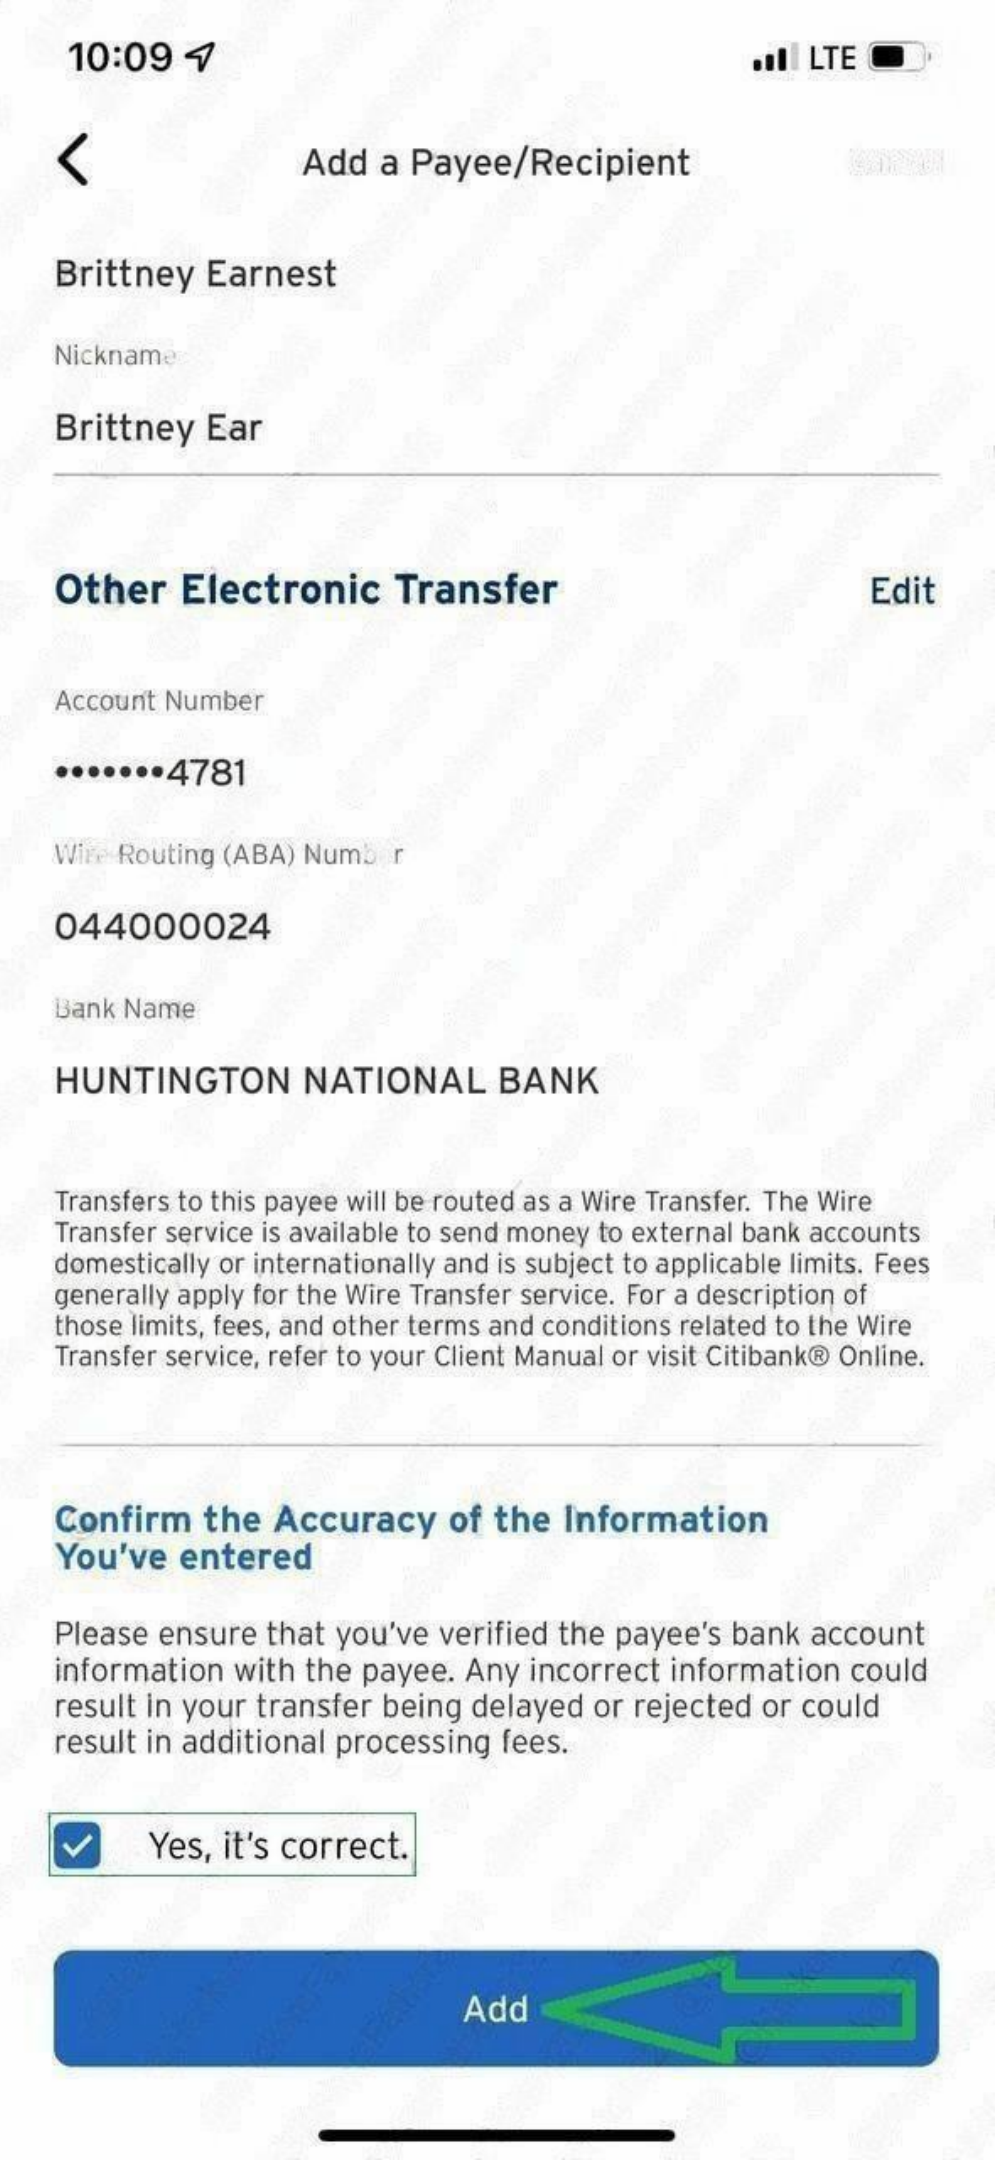 10:09
LTE
Add a Payee/Recipient
Brittney Earnest
Nickname
Brittney Ear
Other Electronic Transfer
Edit
Account Number
•••••••4781
Wire Routing (ABA) Number
044000024
Bank Name
HUNTINGTON NATIONAL BANK
Transfers to this payee will be routed as a Wire Transfer. The Wire
Transfer service is available to send money to external bank accounts
domestically or internationally and is subject to applicable limits. Fees
generally apply for the Wire Transfer service. For a description of
those limits, fees, and other terms and conditions related to the Wire
Transfer service, refer to your Client Manual or visit Citibank® Online.
Confirm the Accuracy of the Information
You've entered
Please ensure that you've verified the payee's bank account
information with the payee. Any incorrect information could
result in your transfer being delayed or rejected or could
result in additional processing fees.
Yes, it's correct.
Add